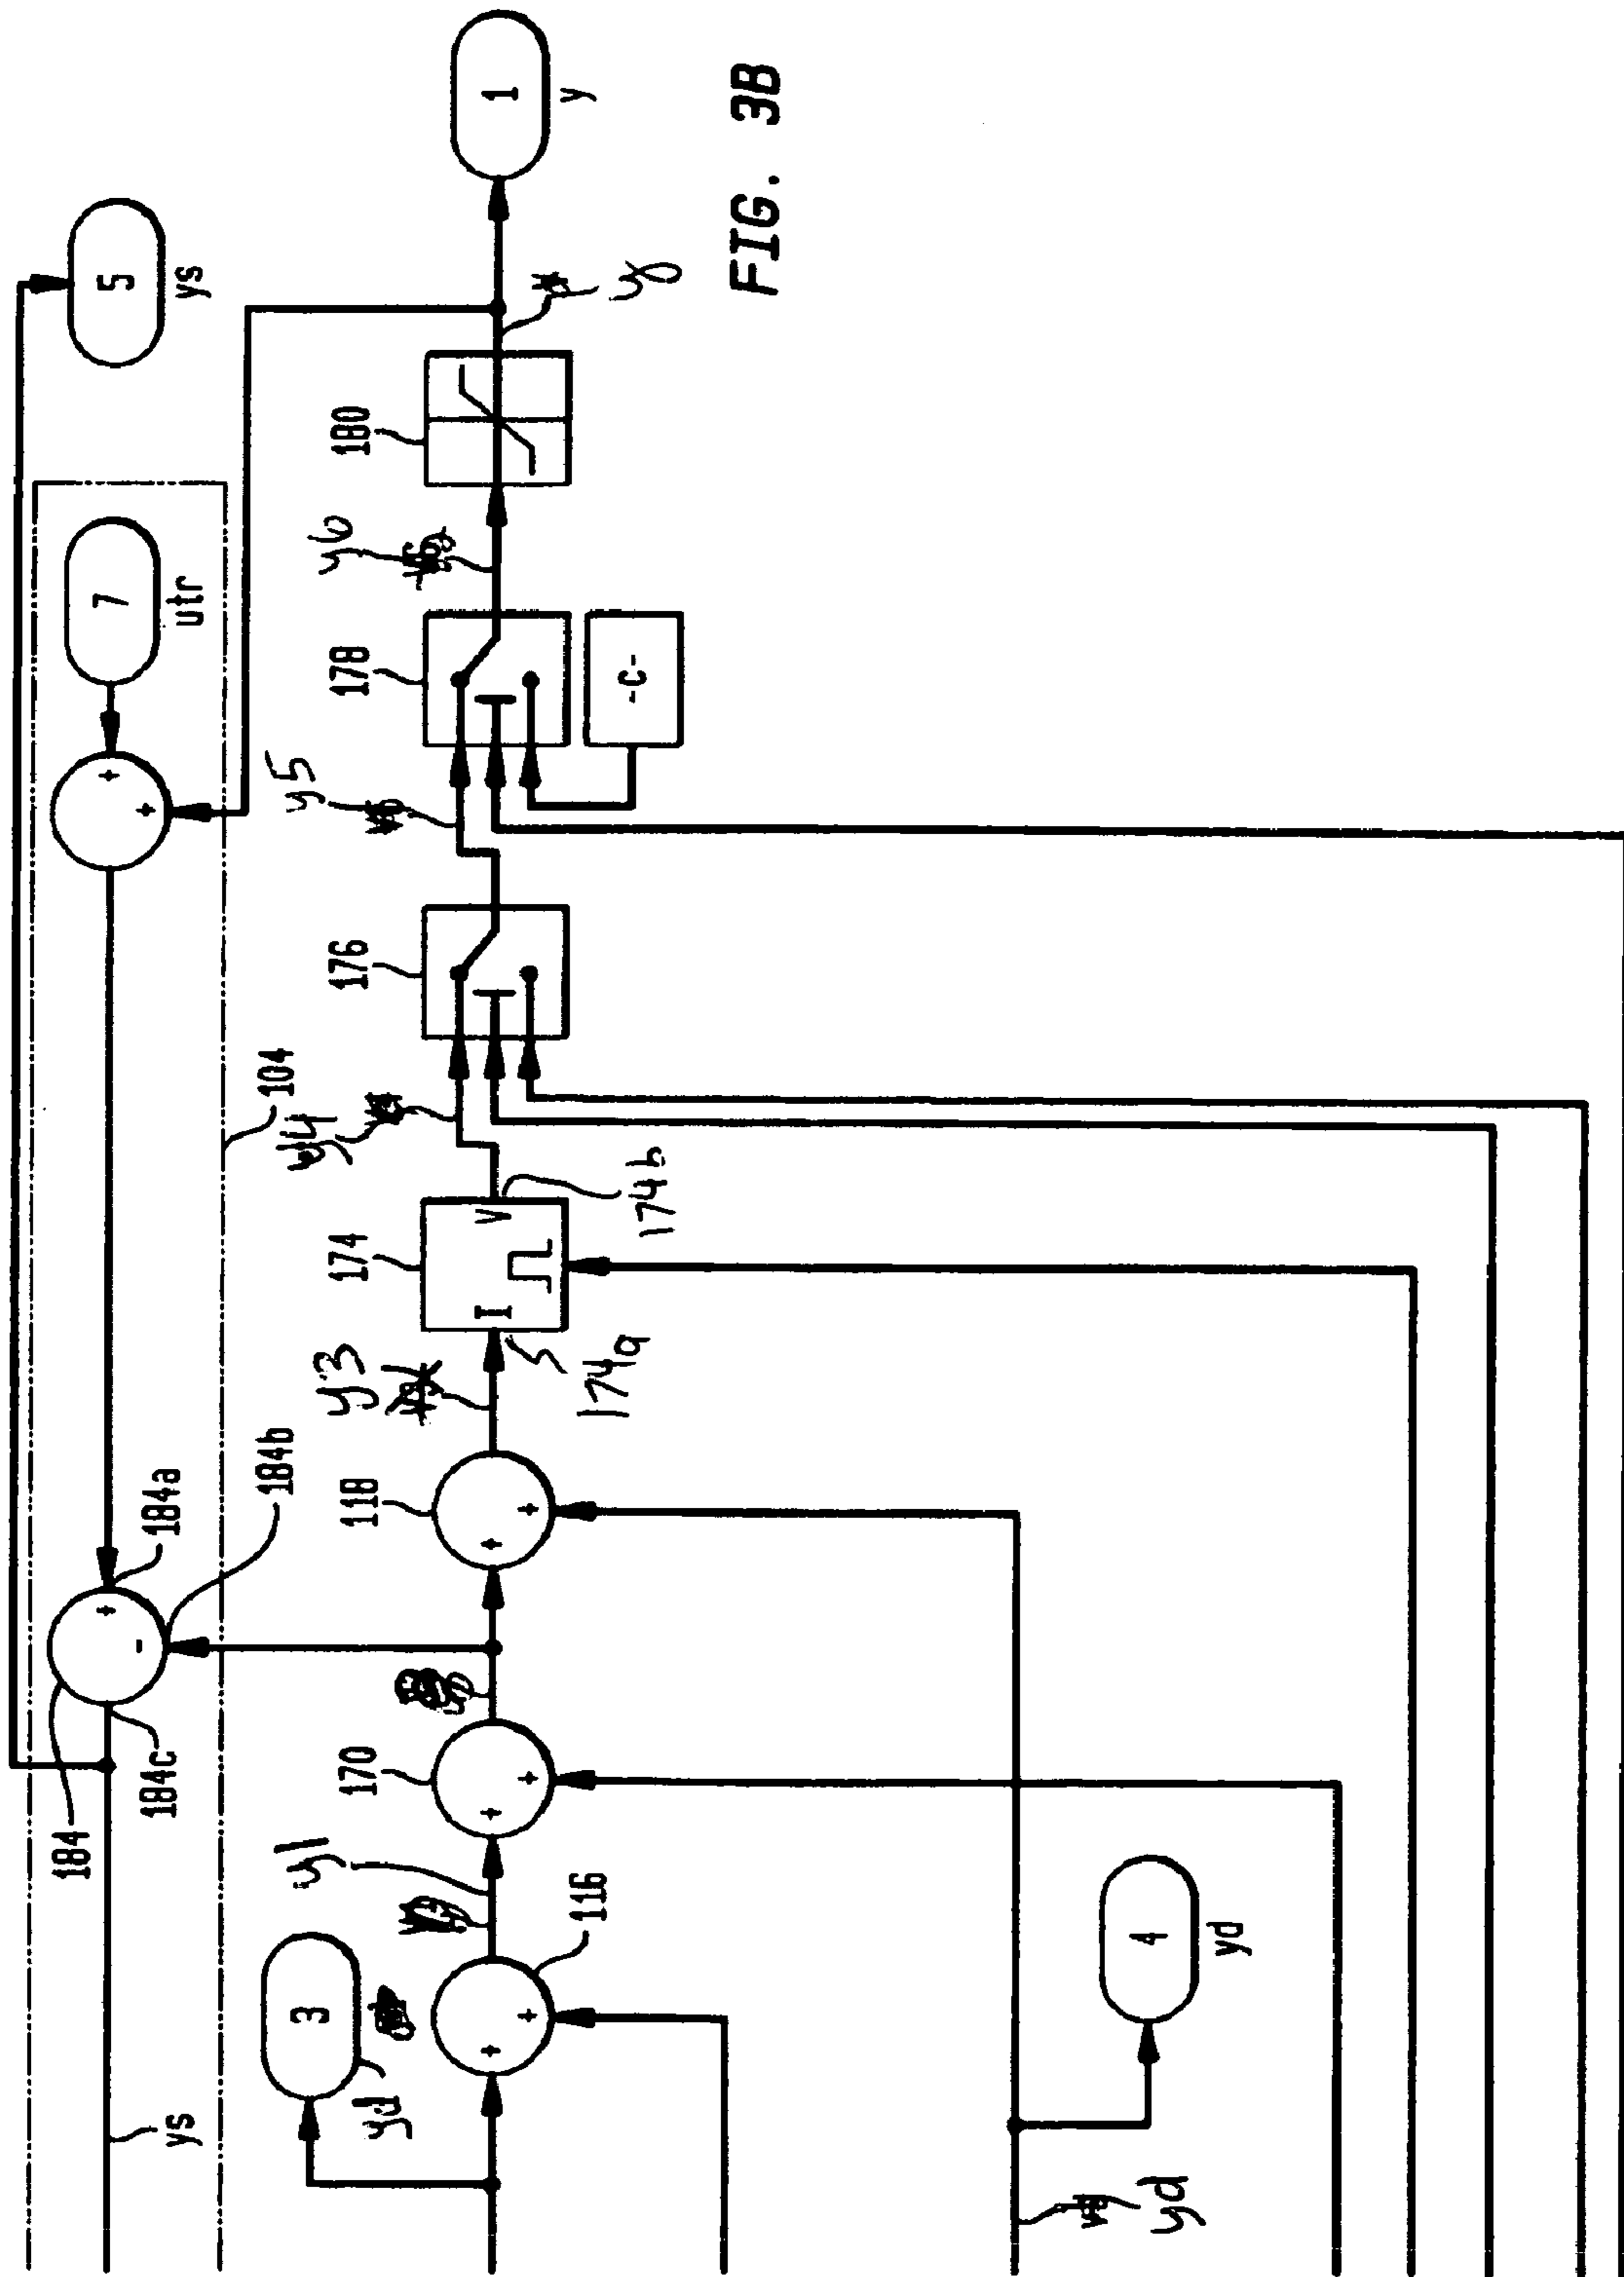 5
ys
7
utr
1
y
FIG. 3B
y8
180
y6
178
-C-
y5
176
104
y4
174
I
V
174b
174a
y3
118
+
+
184a
184b
184
184c
+
-
+
+
170
+
+
y1
116
+
+
3
yd
4
yd
yd
ys